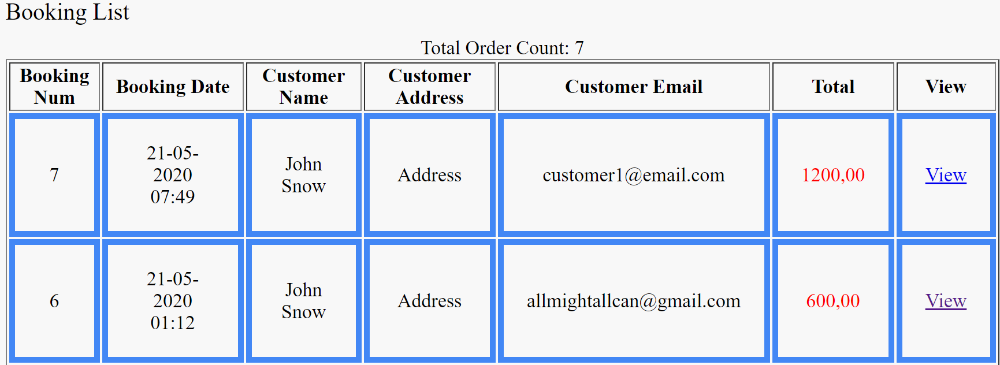 Booking List
Total Order Count: 7
Booking Num Booking Date Customer Name Customer Address Customer Email Total View
7 21-05-2020 07:49 John Snow Address customer1@email.com 1200,00 View
6 21-05-2020 01:12 John Snow Address allmightallcan@gmail.com 600,00 View